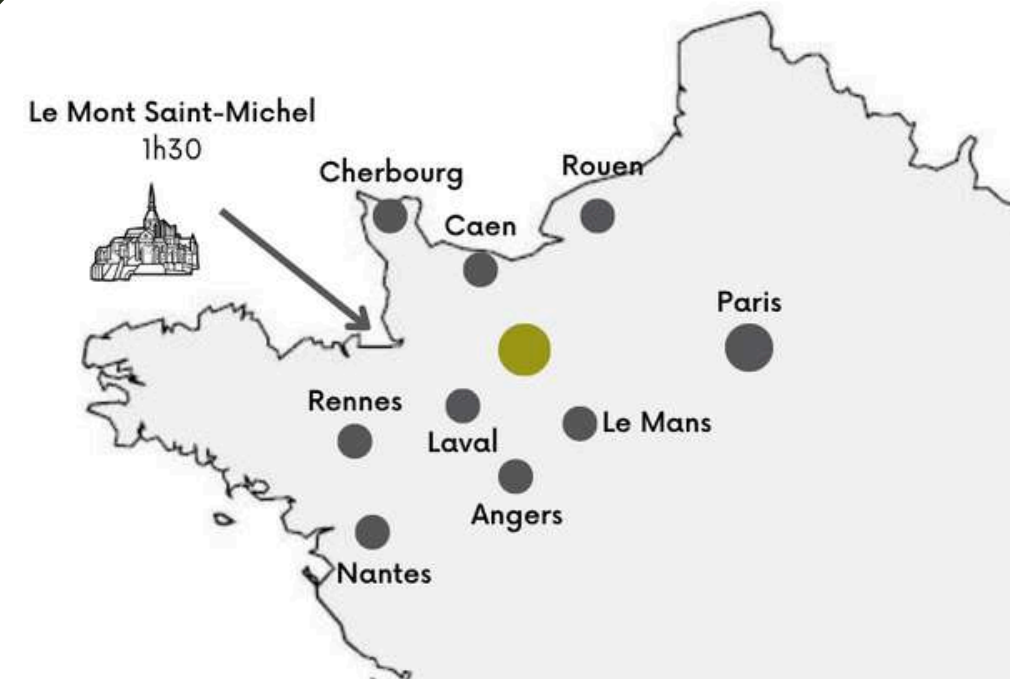 Le Mont Saint-Michel
1h30
Cherbourg
Rouen
Caen
Paris
Rennes
Laval
Le Mans
Angers
Nantes